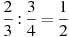 2/3 : 3/4 = 1/2